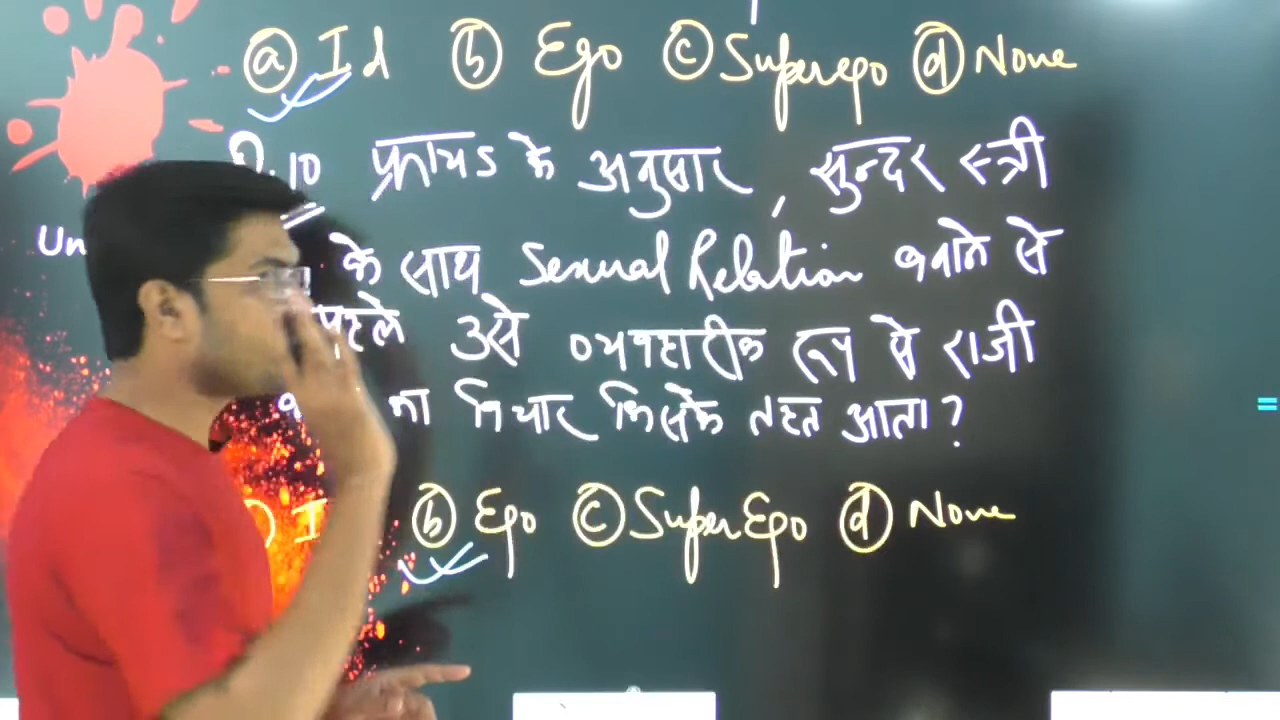 ⓐ Id ⓑ Ego ⓒ Superego ⓓ None
10 फ्रायड के अनुसार, सुन्दर स्त्री
Un
के साथ Sexual Relation बनाने से
पहले उसे व्यवहारीक रूप से राजी
का विचार किसके तहत आता?
=
I ⓑ Ego ⓒ SuperEgo ⓓ None